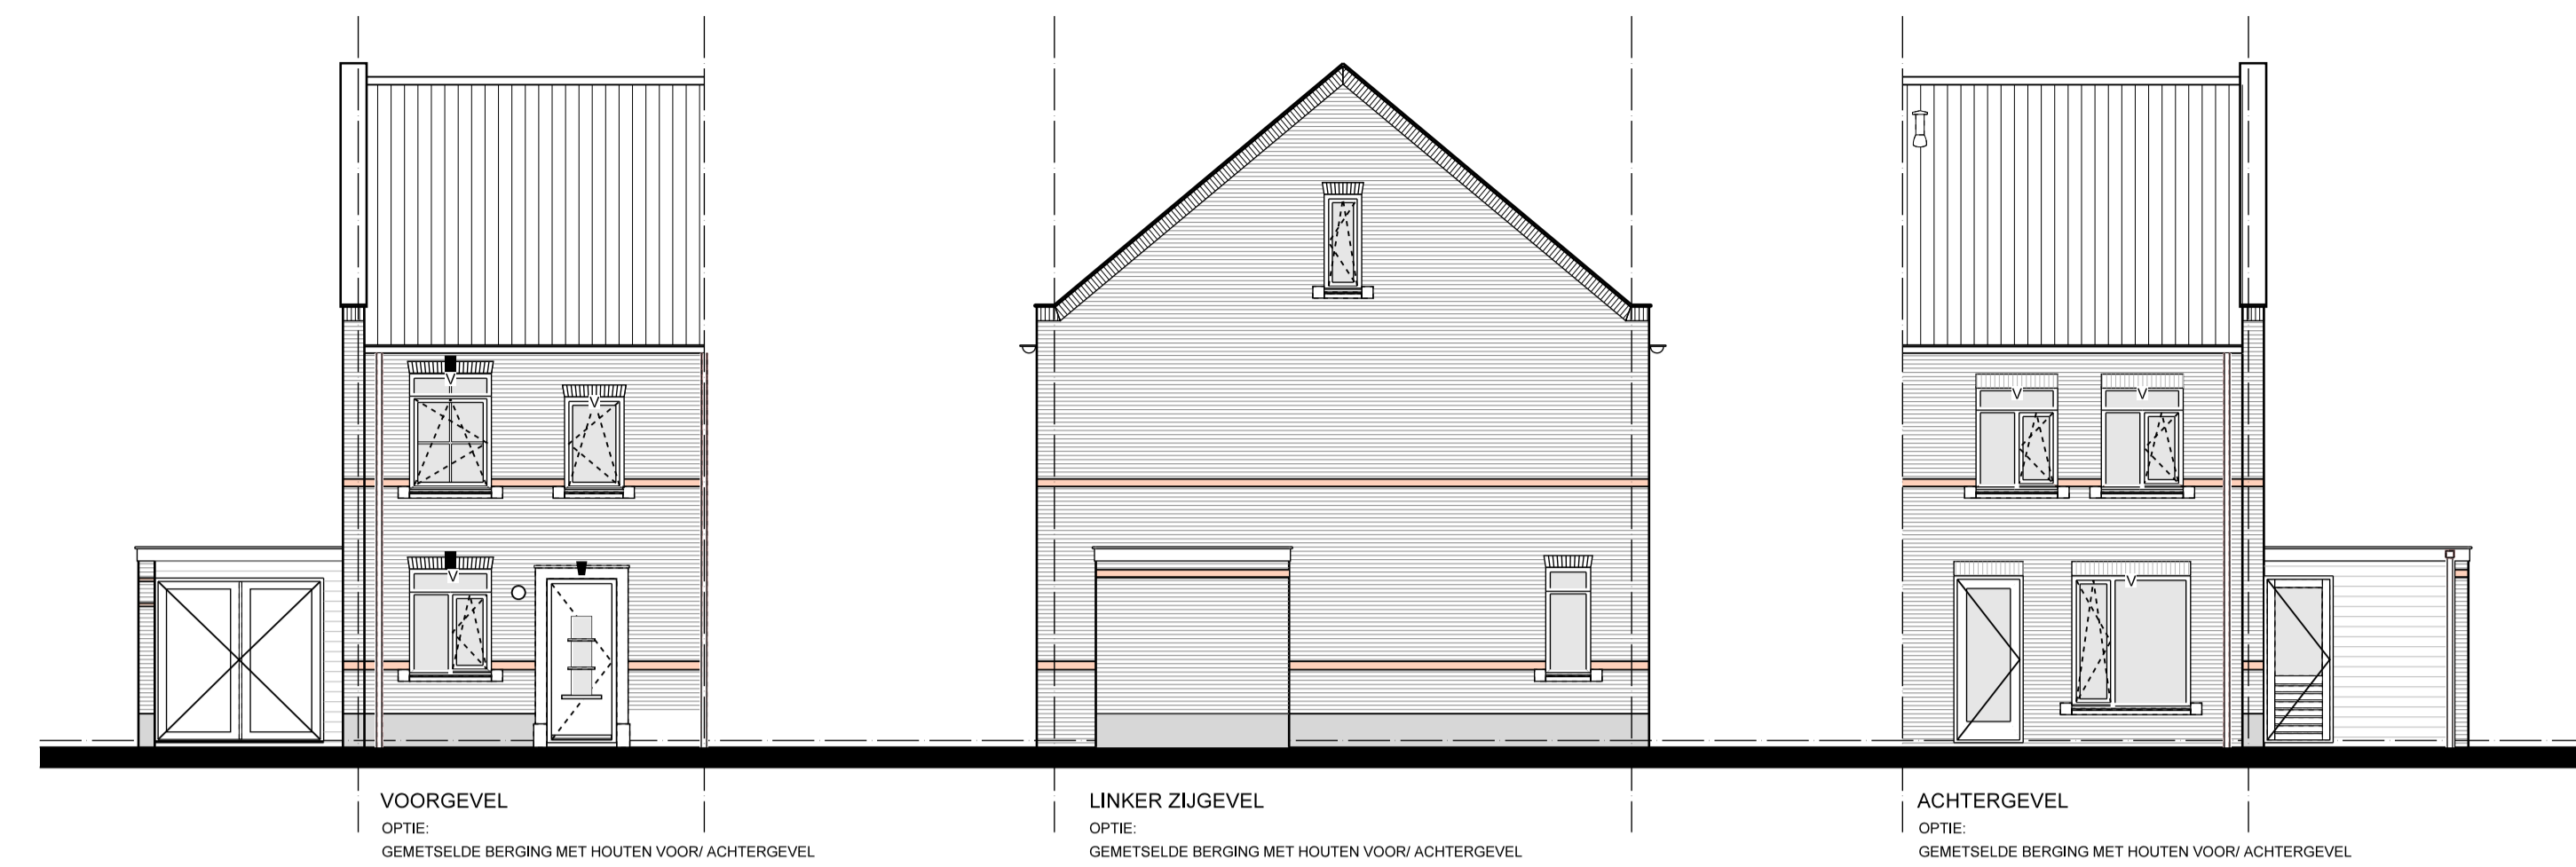 V
V
V
V
V
V
VOORGEVEL
OPTIE:
GEMETSELDE BERGING MET HOUTEN VOOR/ ACHTERGEVEL
LINKER ZIJGEVEL
OPTIE:
GEMETSELDE BERGING MET HOUTEN VOOR/ ACHTERGEVEL
ACHTERGEVEL
OPTIE:
GEMETSELDE BERGING MET HOUTEN VOOR/ ACHTERGEVEL